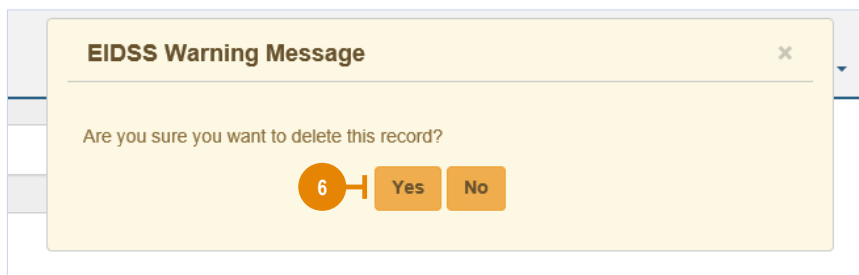 EIDSS Warning Message ×
Are you sure you want to delete this record?
6 Yes No